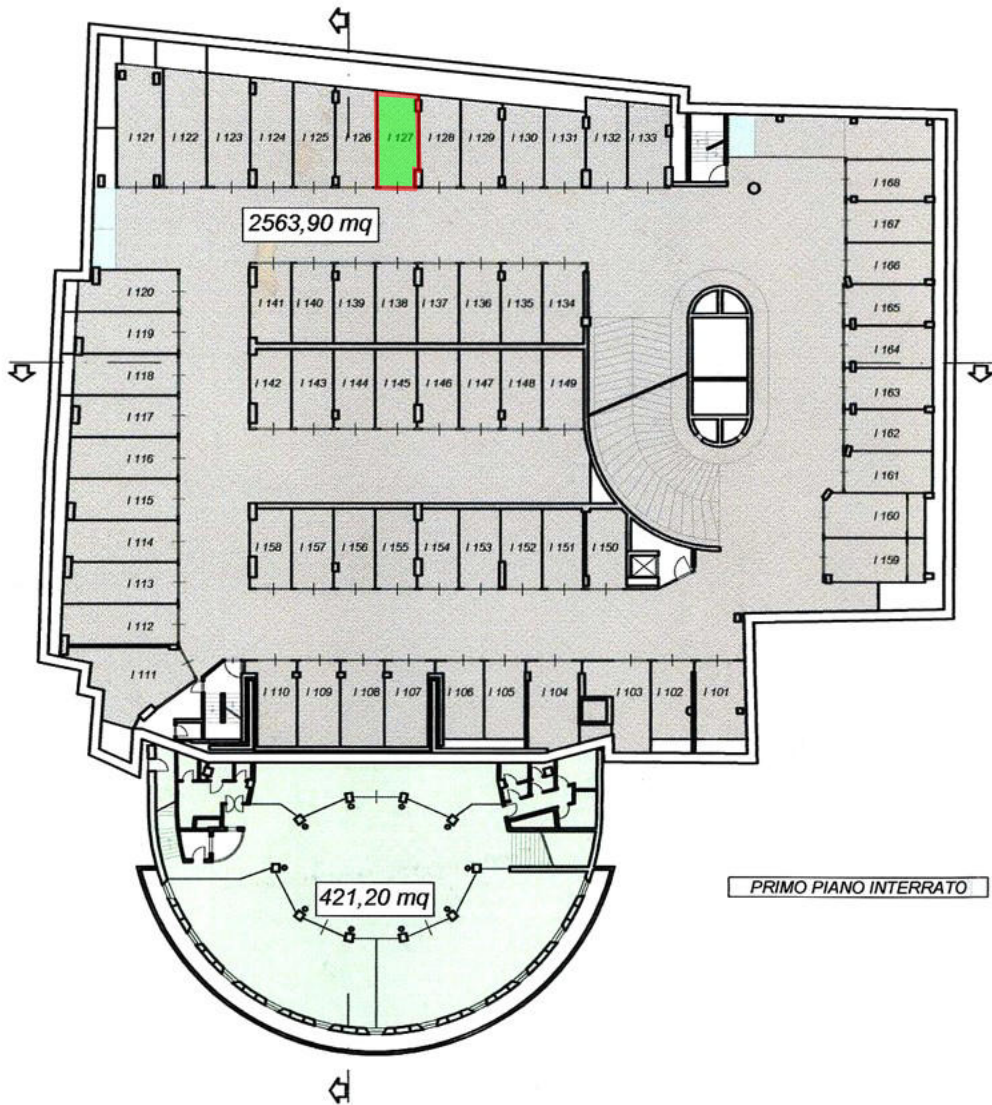 I 121 I 122 I 123 I 124 I 125 I 126 I 127 I 128 I 129 I 130 I 131 I 132 I 133
I 168
I 167
2563,90 mq
I 166
I 120
I 141 I 140 I 139 I 138 I 137 I 136 I 135 I 134
I 165
I 119
I 164
I 118
I 142 I 143 I 144 I 145 I 146 I 147 I 148 I 149
I 163
I 117
I 162
I 116
I 161
I 115
I 160
I 114
I 158 I 157 I 156 I 155 I 154 I 153 I 152 I 151 I 150
I 159
I 113
I 112
I 111
I 110 I 109 I 108 I 107 I 106 I 105 I 104 I 103 I 102 I 101
PRIMO PIANO INTERRATO
421,20 mq